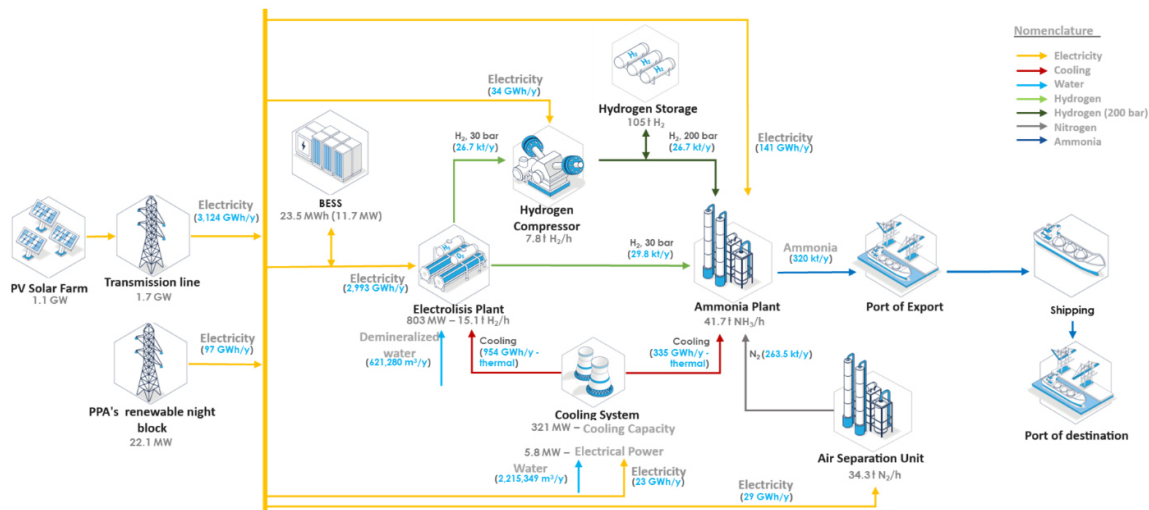 Nomenclature
Electricity
Cooling
Water
Hydrogen
Hydrogen (200 bar)
Nitrogen
Ammonia
Electricity
(34 GWh/y)
Hydrogen Storage
105 t H₂
H₂
H₂
H₂
BESS
23.5 MWh (11.7 MW)
H₂, 30 bar
(26.7 kt/y)
Hydrogen
Compressor
7.8 t H₂/h
H₂, 200 bar
(26.7 kt/y)
Electricity
(141 GWh/y)
PV Solar Farm
1.1 GW
Transmission line
1.7 GW
Electricity
(3,124 GWh/y)
Electricity
(2,993 GWh/y)
Electrolisis Plant
803 MW – 15.1 t H₂/h
H₂, 30 bar
(29.8 kt/y)
Ammonia Plant
41.7 t NH₃/h
Ammonia
(320 kt/y)
Port of Export
Shipping
Port of destination
PPA's renewable night
block
22.1 MW
Electricity
(97 GWh/y)
Demineralized
water
(621,280 m³/y)
Cooling
(954 GWh/y -
thermal)
Cooling
(335 GWh/y -
thermal)
N₂ (263.5 kt/y)
Cooling System
321 MW – Cooling Capacity
5.8 MW – Electrical Power
Water
(2,215,349 m³/y)
Electricity
(23 GWh/y)
Air Separation Unit
34.3 t N₂/h
Electricity
(29 GWh/y)